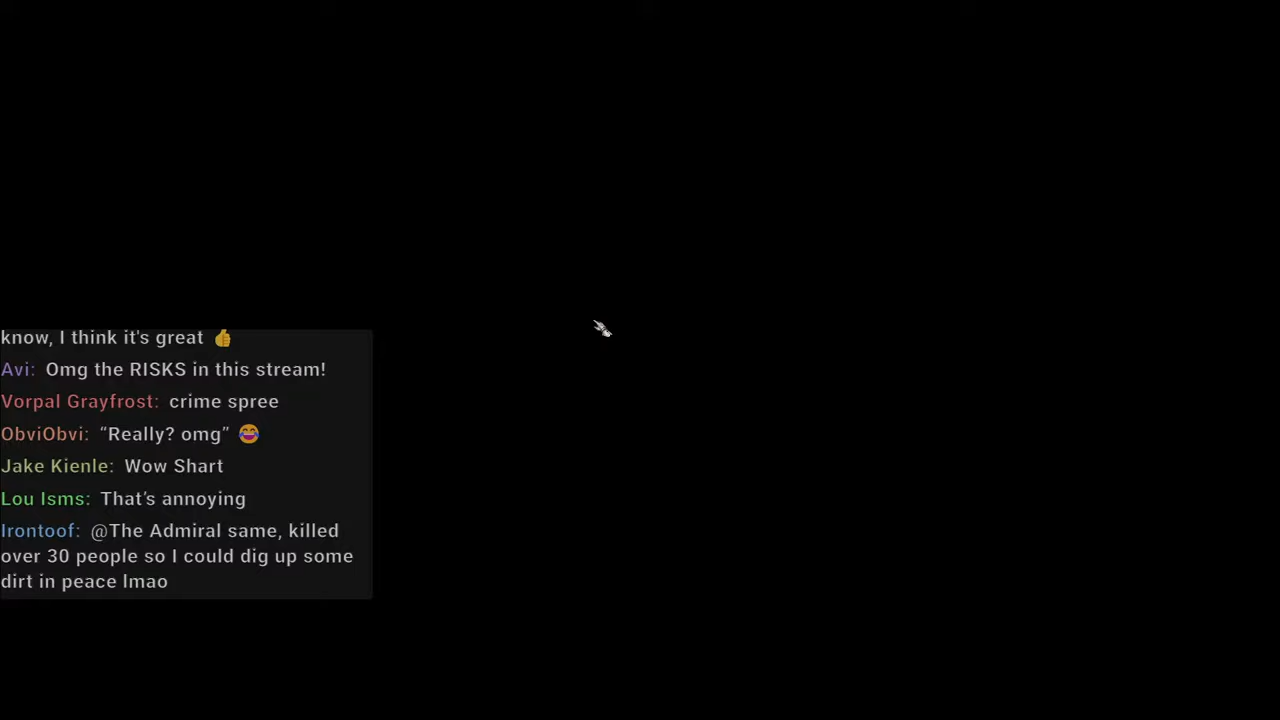 know, I think it's great 👍
Avi: Omg the RISKS in this stream!
Vorpal Grayfrost: crime spree
ObviObvi: “Really? omg” 😂
Jake Kienle: Wow Shart
Lou Isms: That’s annoying
Irontoof: @The Admiral same, killed
over 30 people so I could dig up some
dirt in peace lmao